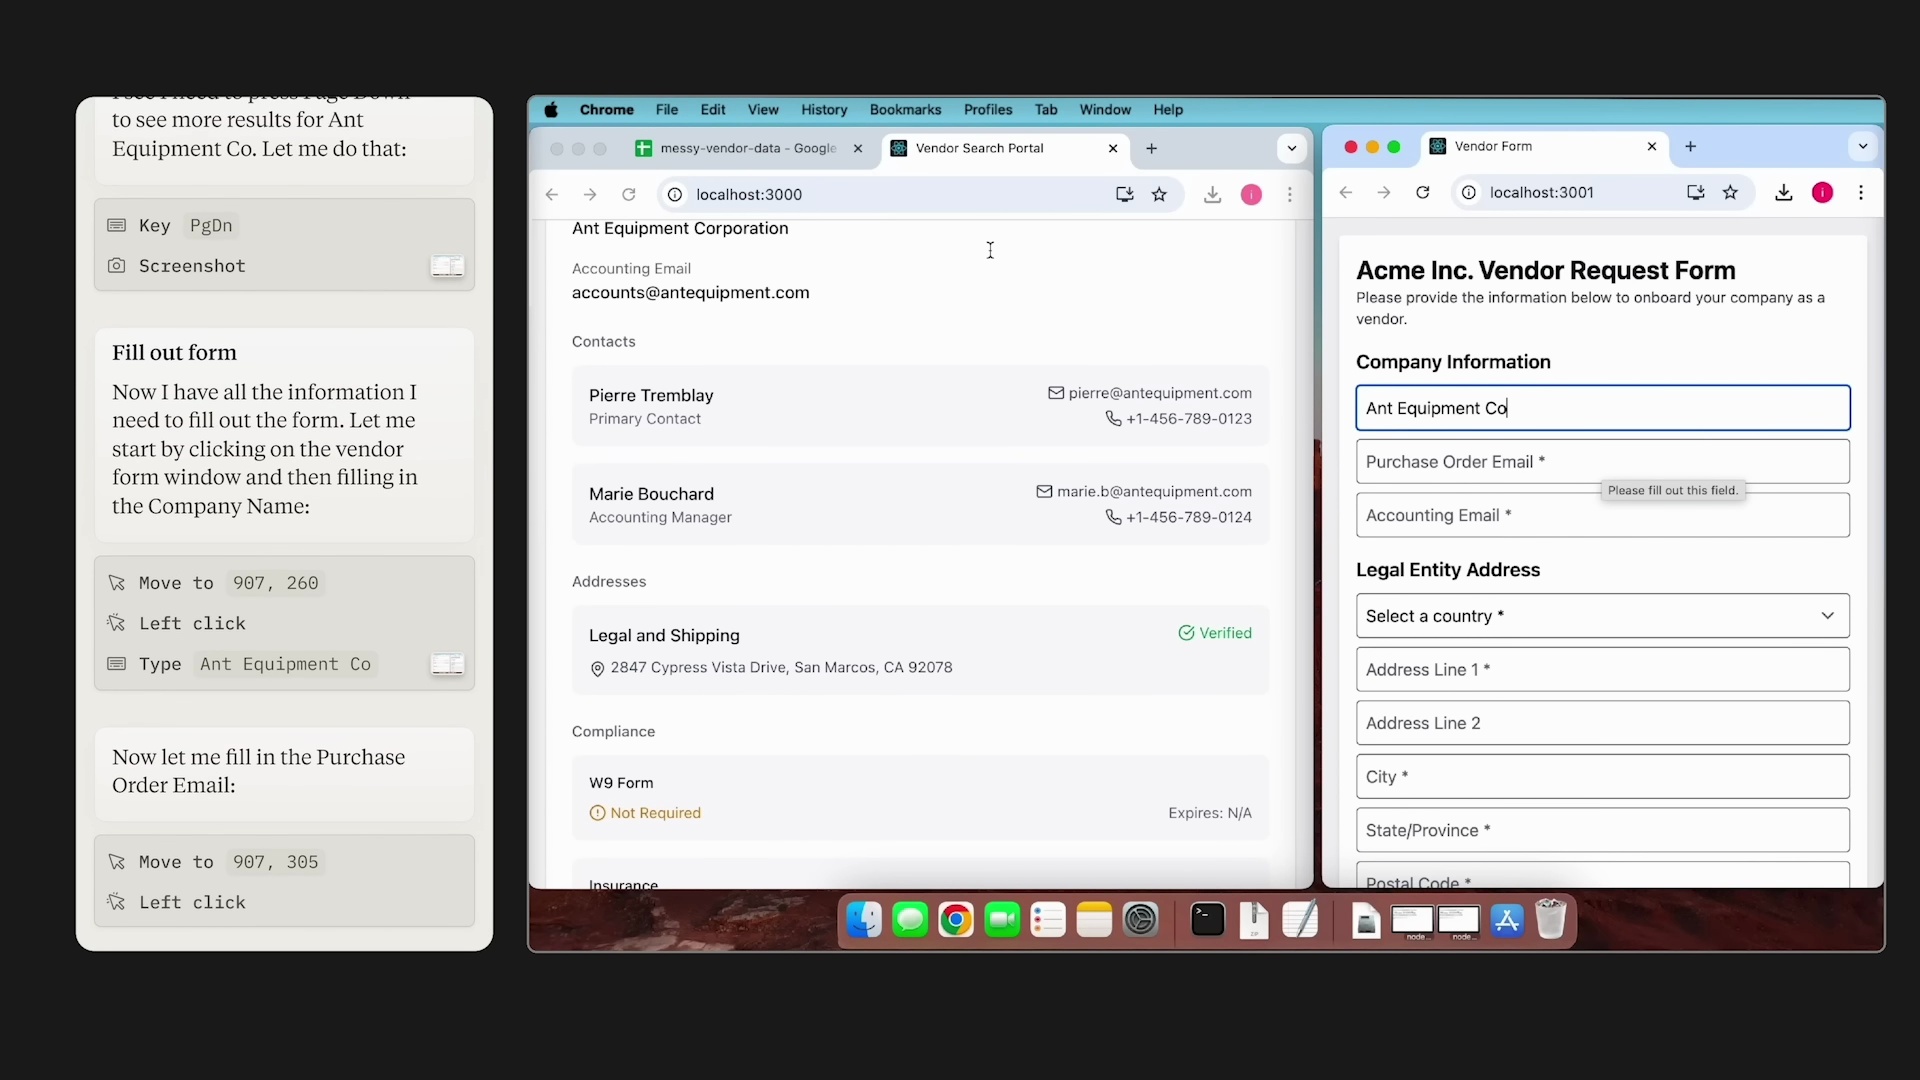 I see I need to press Page Down
to see more results for Ant
Equipment Co. Let me do that:
Key PgDn
Screenshot
Fill out form
Now I have all the information I
need to fill out the form. Let me
start by clicking on the vendor
form window and then filling in
the Company Name:
Move to 907, 260
Left click
Type Ant Equipment Co
Now let me fill in the Purchase
Order Email:
Move to 907, 305
Left click
Chrome File Edit View History Bookmarks Profiles Tab Window Help
messy-vendor-data - Google
Vendor Search Portal
localhost:3000
i
Ant Equipment Corporation
Accounting Email
accounts@antequipment.com
Contacts
Pierre Tremblay
pierre@antequipment.com
Primary Contact
+1-456-789-0123
Marie Bouchard
marie.b@antequipment.com
Accounting Manager
+1-456-789-0124
Addresses
Legal and Shipping
Verified
2847 Cypress Vista Drive, San Marcos, CA 92078
Compliance
W9 Form
Not Required
Expires: N/A
Insurance
Vendor Form
localhost:3001
i
Acme Inc. Vendor Request Form
Please provide the information below to onboard your company as a
vendor.
Company Information
Ant Equipment Co
Purchase Order Email *
Please fill out this field.
Accounting Email *
Legal Entity Address
Select a country *
Address Line 1 *
Address Line 2
City *
State/Province *
Postal Code *
ZIP
node...
node...